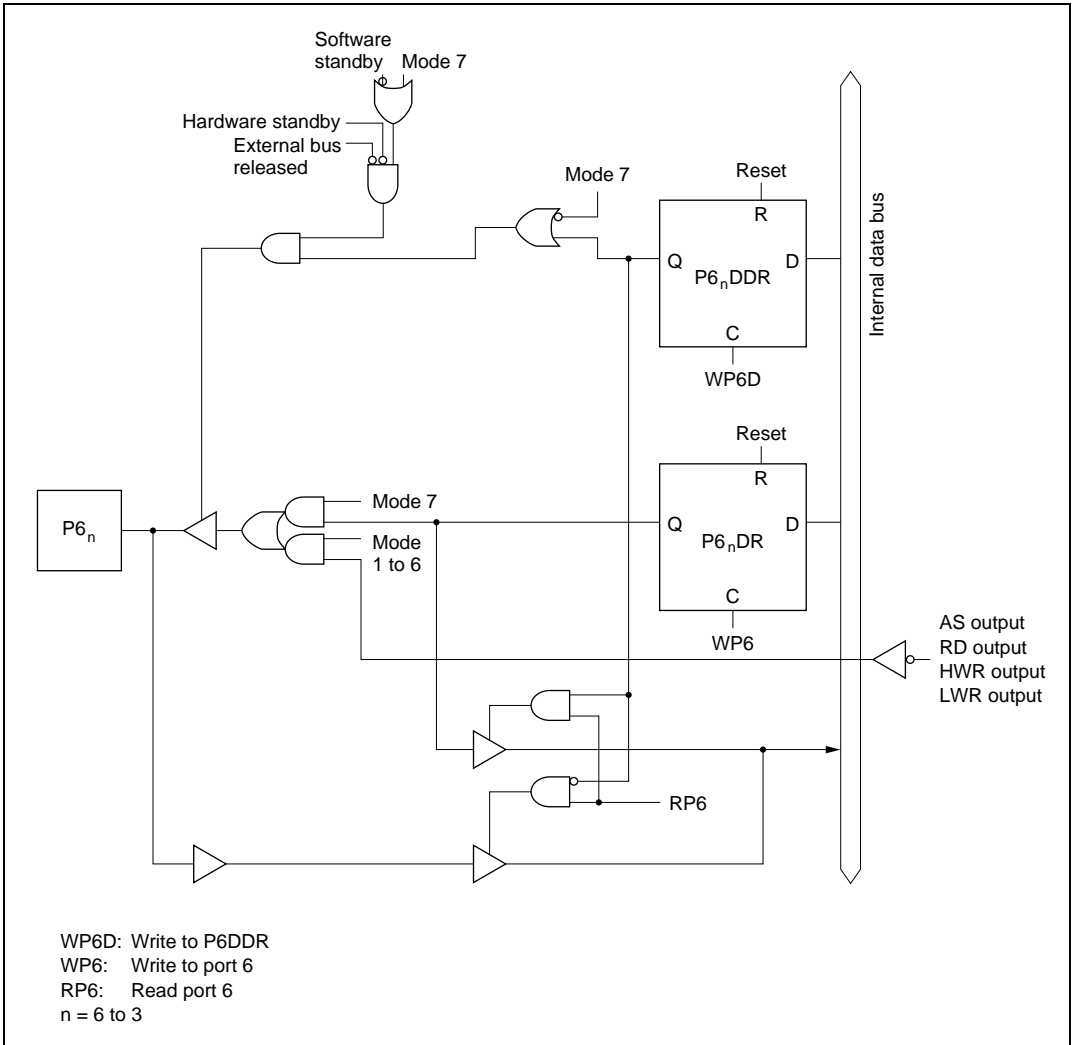 Software
standby Mode 7
Hardware standby
External bus
released
Mode 7
Reset
R
Q
D
P6nDDR
C
WP6D
Internal data bus
Reset
R
Mode 7
P6n
Q
D
Mode
1 to 6
P6nDR
C
WP6
AS output
RD output
HWR output
LWR output
RP6
WP6D: Write to P6DDR
WP6: Write to port 6
RP6: Read port 6
n = 6 to 3